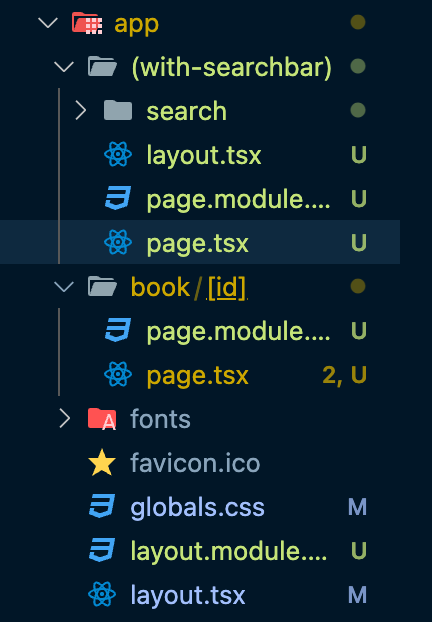 app
(with-searchbar)
search
layout.tsx U
page.module.... U
page.tsx U
book/[id]
page.module.... U
page.tsx 2, U
fonts
favicon.ico
globals.css M
layout.module.... U
layout.tsx M